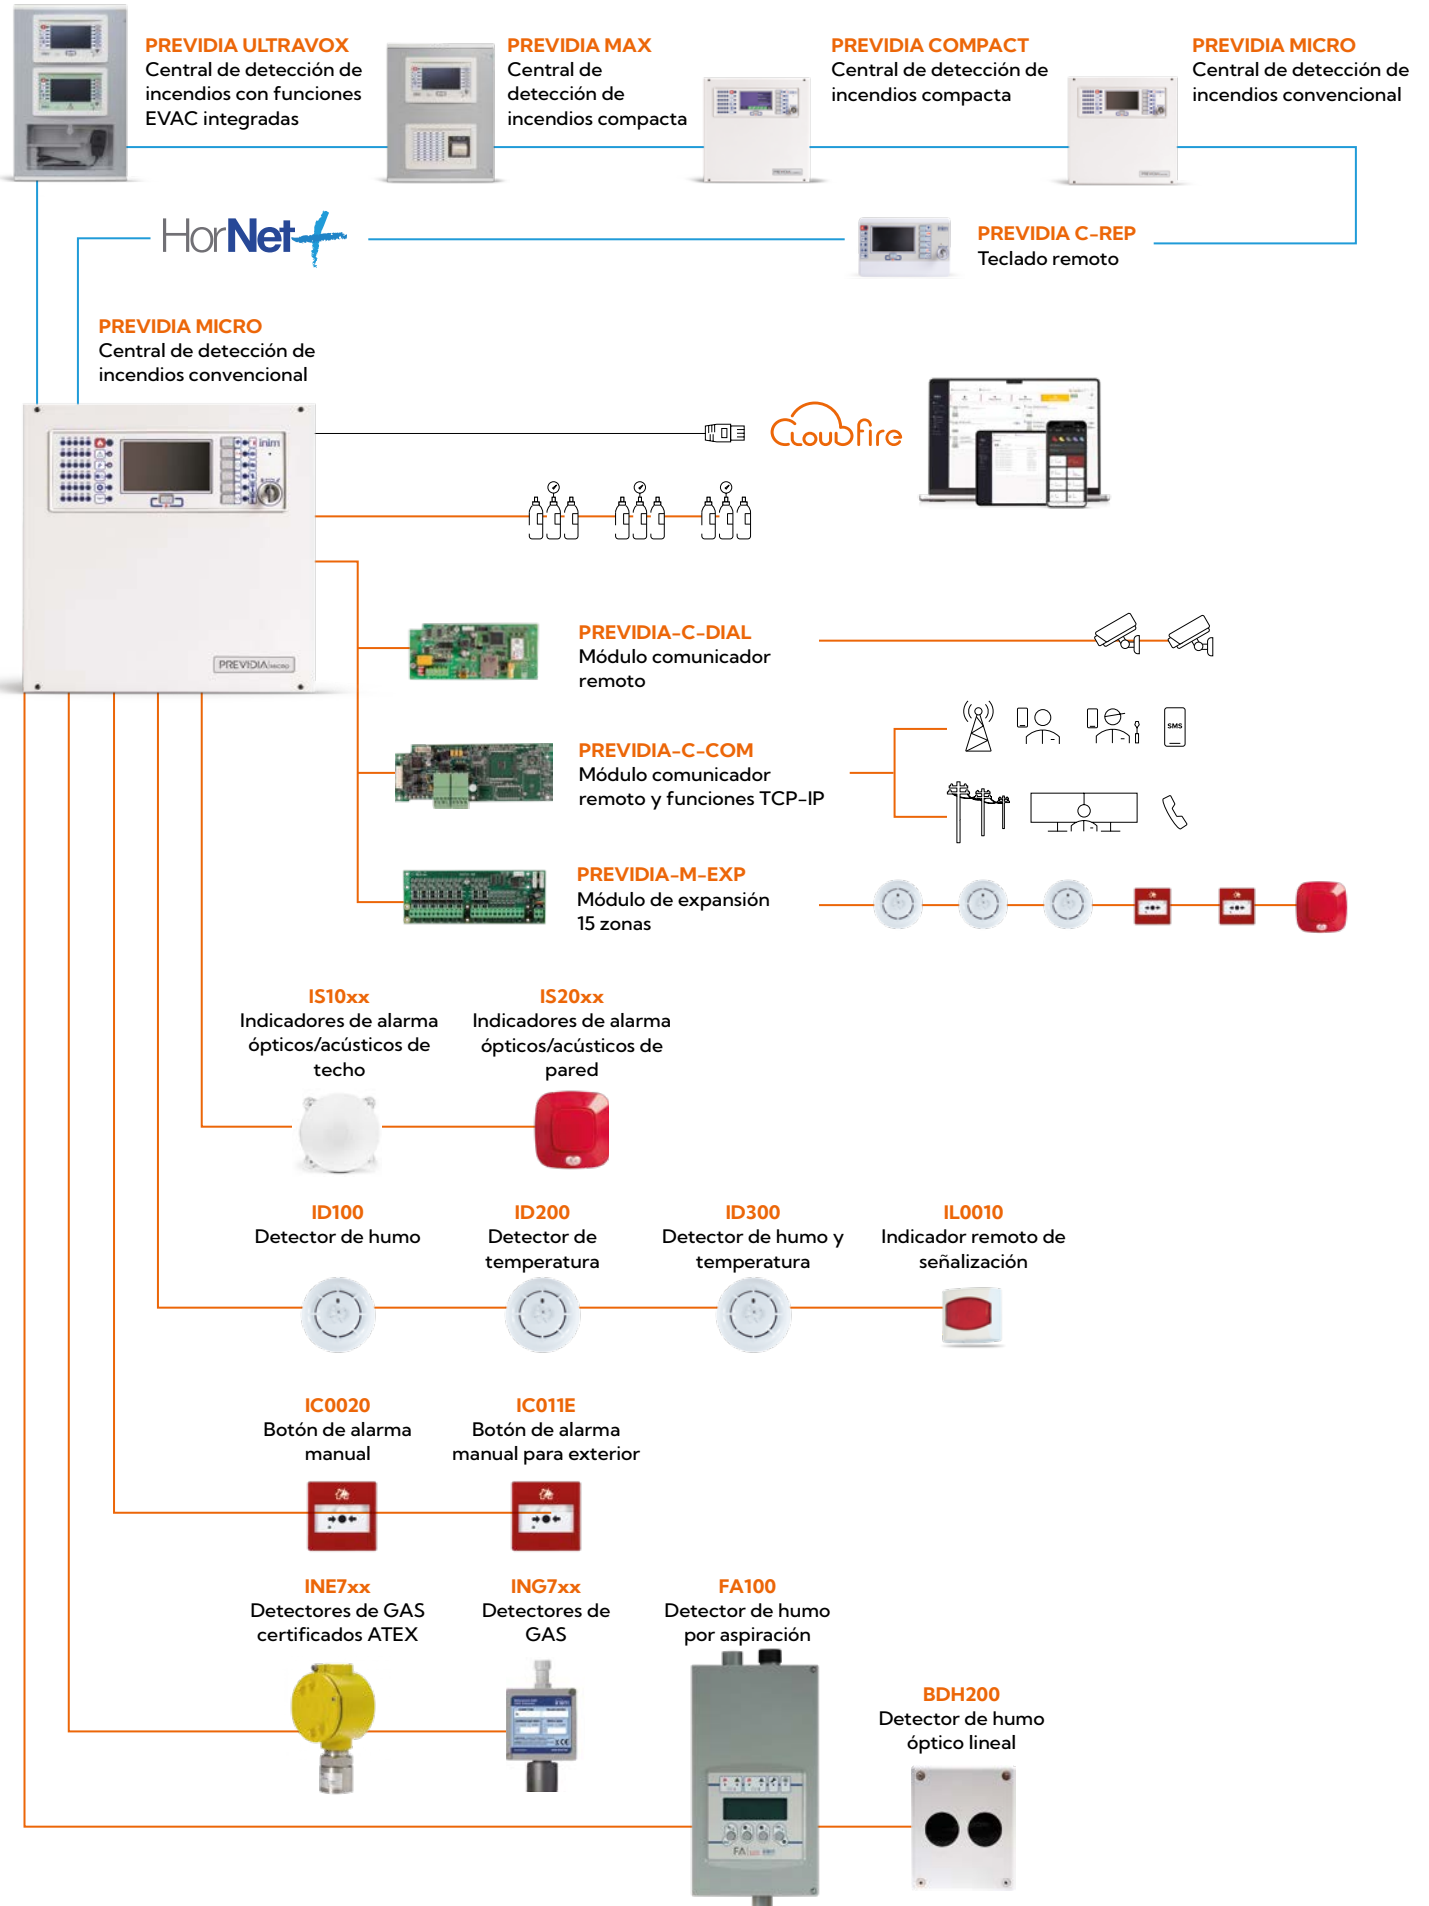 PREVIDIA ULTRAVOX
Central de detección de
incendios con funciones
EVAC integradas
PREVIDIA MAX
Central de
detección de
incendios compacta
PREVIDIA COMPACT
Central de detección de
incendios compacta
PREVIDIA MICRO
Central de detección de
incendios convencional
HorNet+
PREVIDIA C-REP
Teclado remoto
PREVIDIA MICRO
Central de detección de
incendios convencional
inim
CLOUDFIRE
PREVIDIA MICRO
PREVIDIA-C-DIAL
Módulo comunicador
remoto
PREVIDIA-C-COM
Módulo comunicador
remoto y funciones TCP-IP
SMS
PREVIDIA-M-EXP
Módulo de expansión
15 zonas
IS10xx
Indicadores de alarma
ópticos/acústicos de
techo
IS20xx
Indicadores de alarma
ópticos/acústicos de
pared
ID100
Detector de humo
ID200
Detector de
temperatura
ID300
Detector de humo y
temperatura
IL0010
Indicador remoto de
señalización
IC0020
Botón de alarma
manual
IC011E
Botón de alarma
manual para exterior
INE7xx
Detectores de GAS
certificados ATEX
ING7xx
Detectores de
GAS
FA100
Detector de humo
por aspiración
BDH200
Detector de humo
óptico lineal
FA